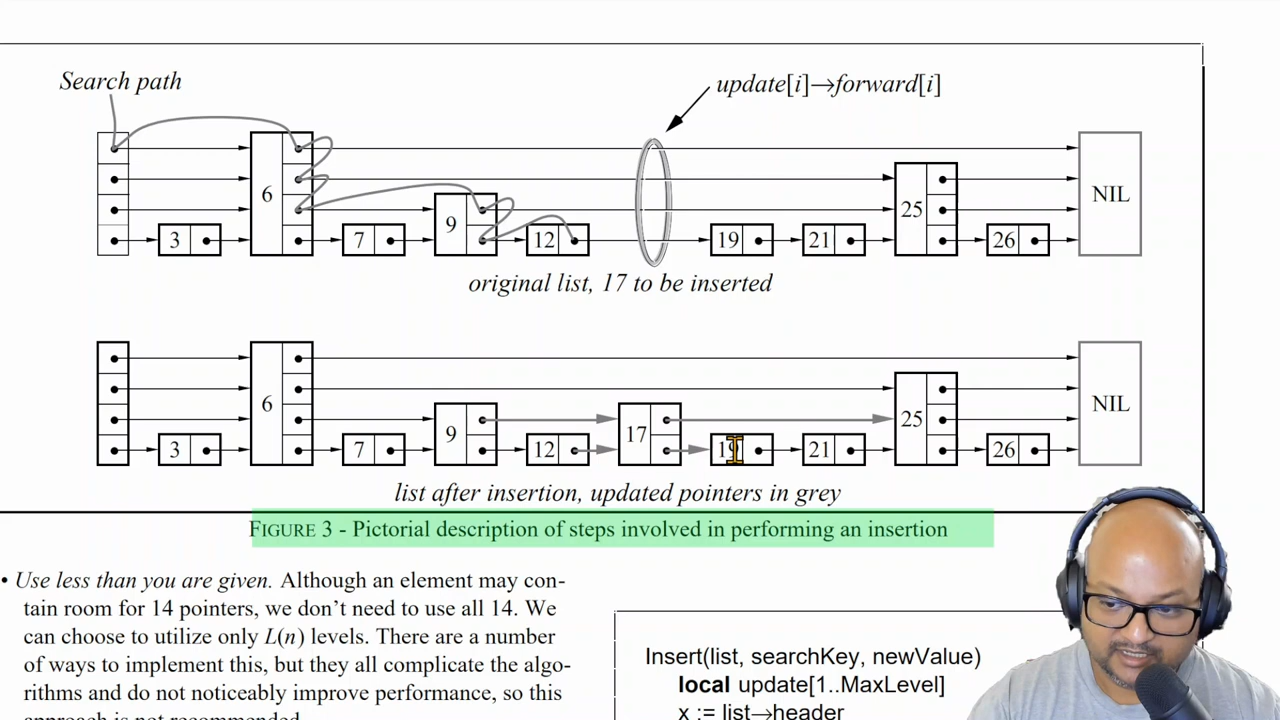 Search path
update[i]→forward[i]
6
NIL
25
9
3
7
12
19
21
26
original list, 17 to be inserted
6
NIL
25
9
17
3
7
12
19
21
26
list after insertion, updated pointers in grey
FIGURE 3 - Pictorial description of steps involved in performing an insertion
• Use less than you are given. Although an element may con-
tain room for 14 pointers, we don't need to use all 14. We
can choose to utilize only L(n) levels. There are a number
of ways to implement this, but they all complicate the algo-
rithms and do not noticeably improve performance, so this
approach is not recommended.
Insert(list, searchKey, newValue)
local update[1..MaxLevel]
x := list→header